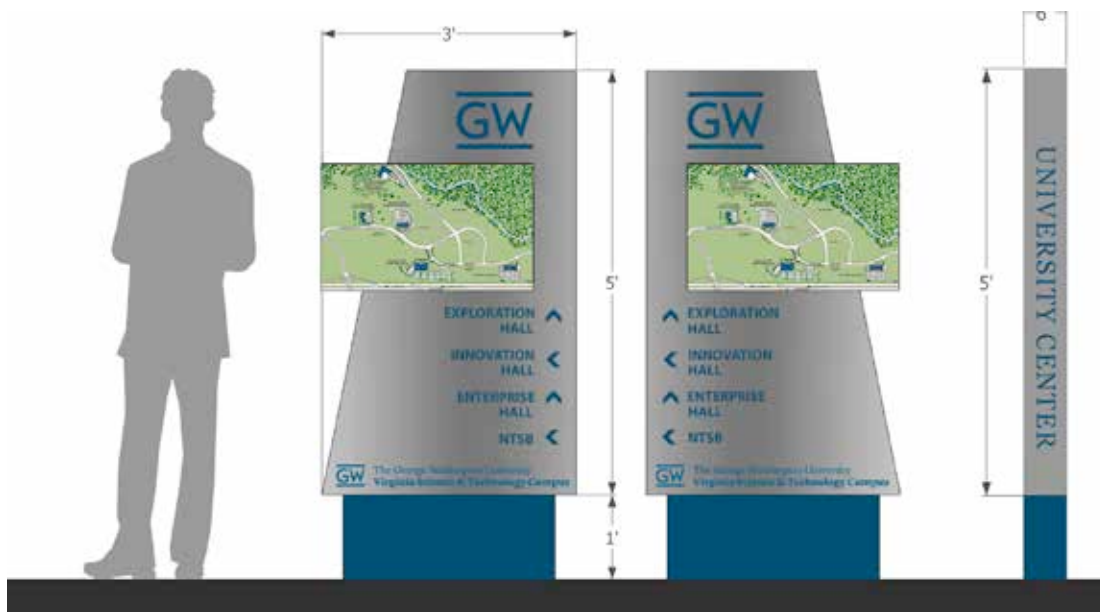 3'
6
GW
GW
5'
5'
EXPLORATION
HALL
INNOVATION
HALL
ENTERPRISE
HALL
NTSB
GW The George Washington University
Virginia Science & Technology Campus
EXPLORATION
HALL
INNOVATION
HALL
ENTERPRISE
HALL
NTSB
The George Washington University
Virginia Science & Technology Campus
UNIVERSITY CENTER
1'